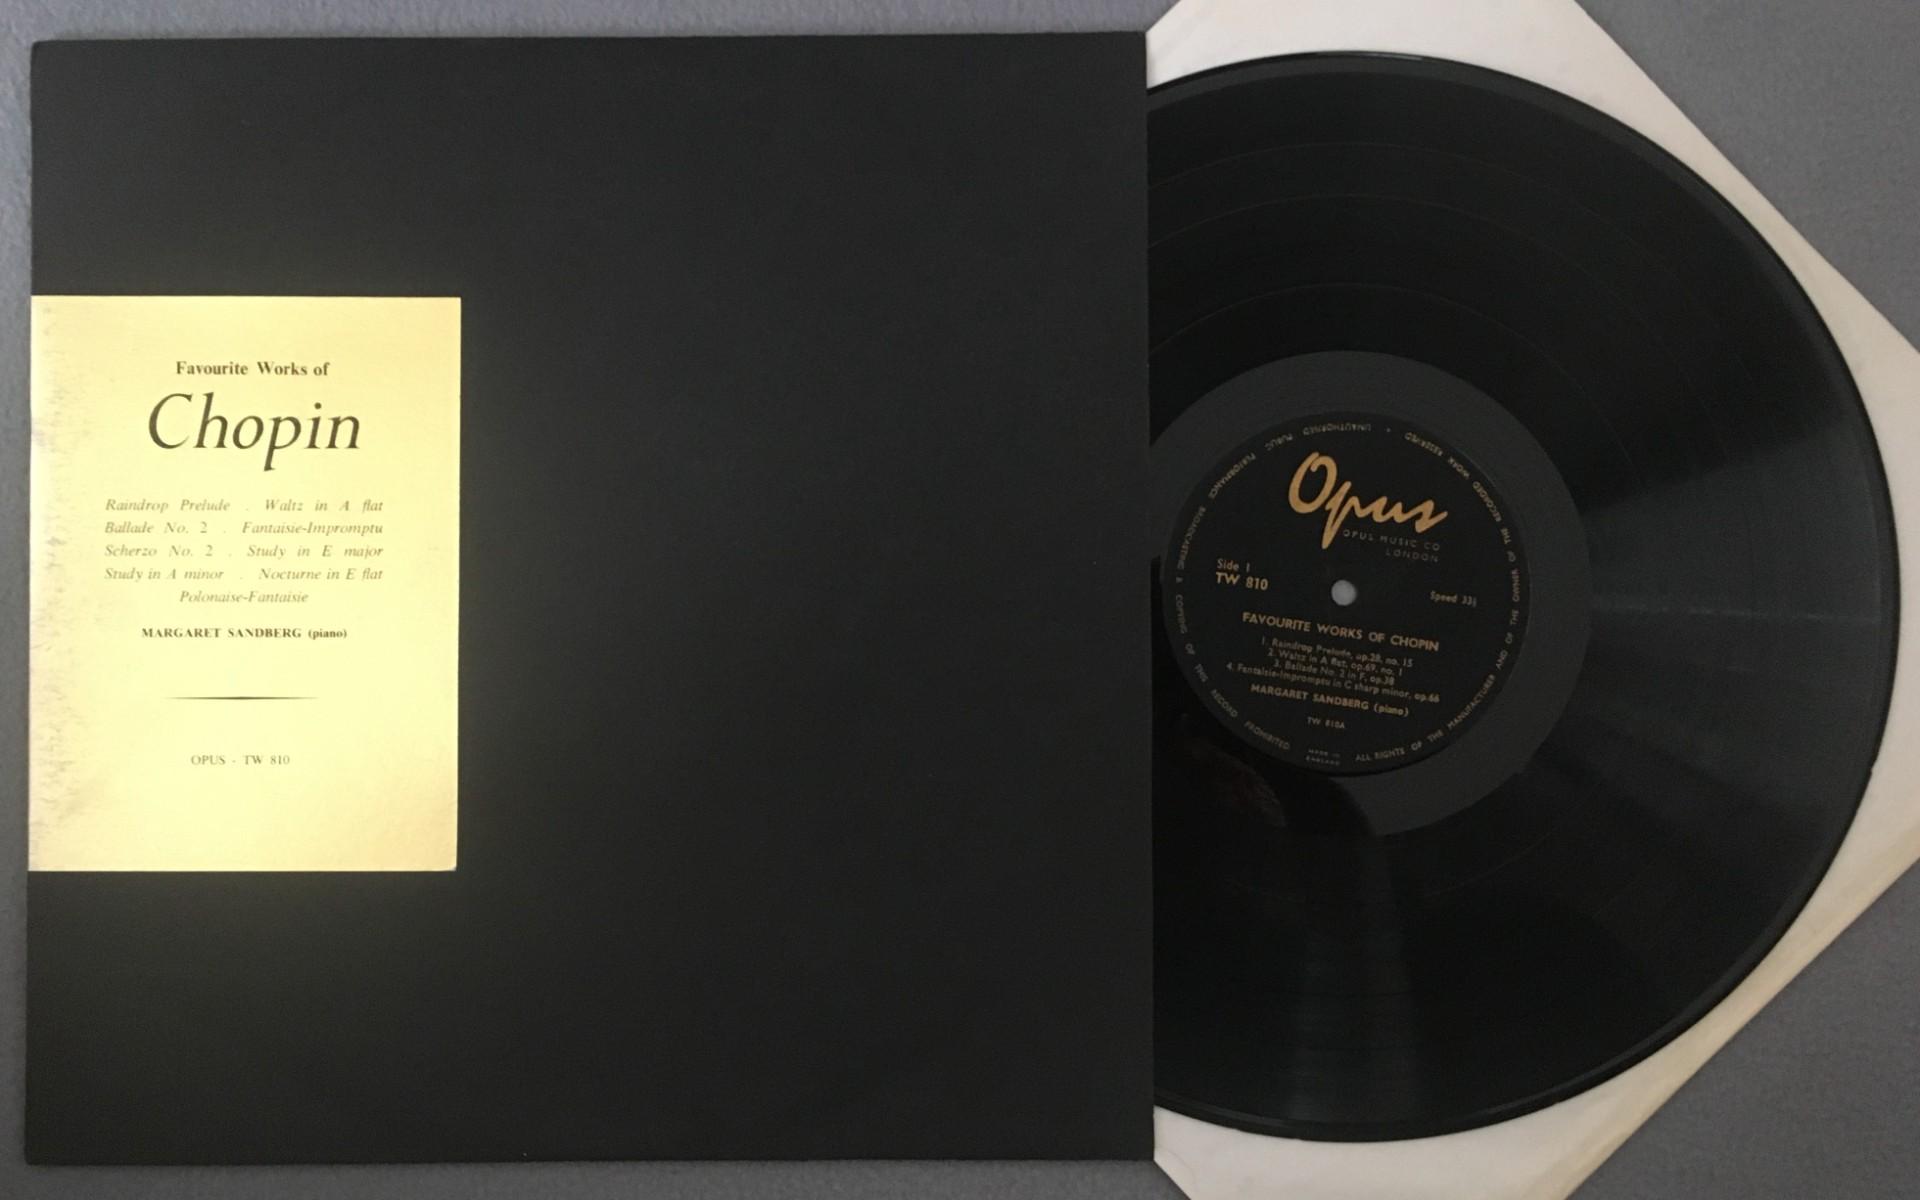 Favourite Works of
Chopin
Raindrop Prelude . Waltz in A flat
Ballade No. 2 . Fantaisie-Impromptu
Scherzo No. 2 . Study in E major
Study in A minor . Nocturne in E flat
Polonaise-Fantaisie
MARGARET SANDBERG (piano)
OPUS - TW 810
Opus
OPUS MUSIC CO
LONDON
Side 1
TW 810
Speed 33⅓
FAVOURITE WORKS OF CHOPIN
1. Raindrop Prelude, op.28, no. 15
2. Waltz in A flat, op.69, no. 1
3. Ballade No. 2 in F, op.38
4. Fantaisie-Impromptu in C sharp minor, op.66
MARGARET SANDBERG (piano)
TW 810A
MADE IN
ENGLAND
ALL RIGHTS OF THE MANUFACTURER AND OF THE OWNER OF THE RECORDED WORK RESERVED • UNAUTHORISED PUBLIC PERFORMANCE BROADCASTING & COPYING OF THIS RECORD PROHIBITED